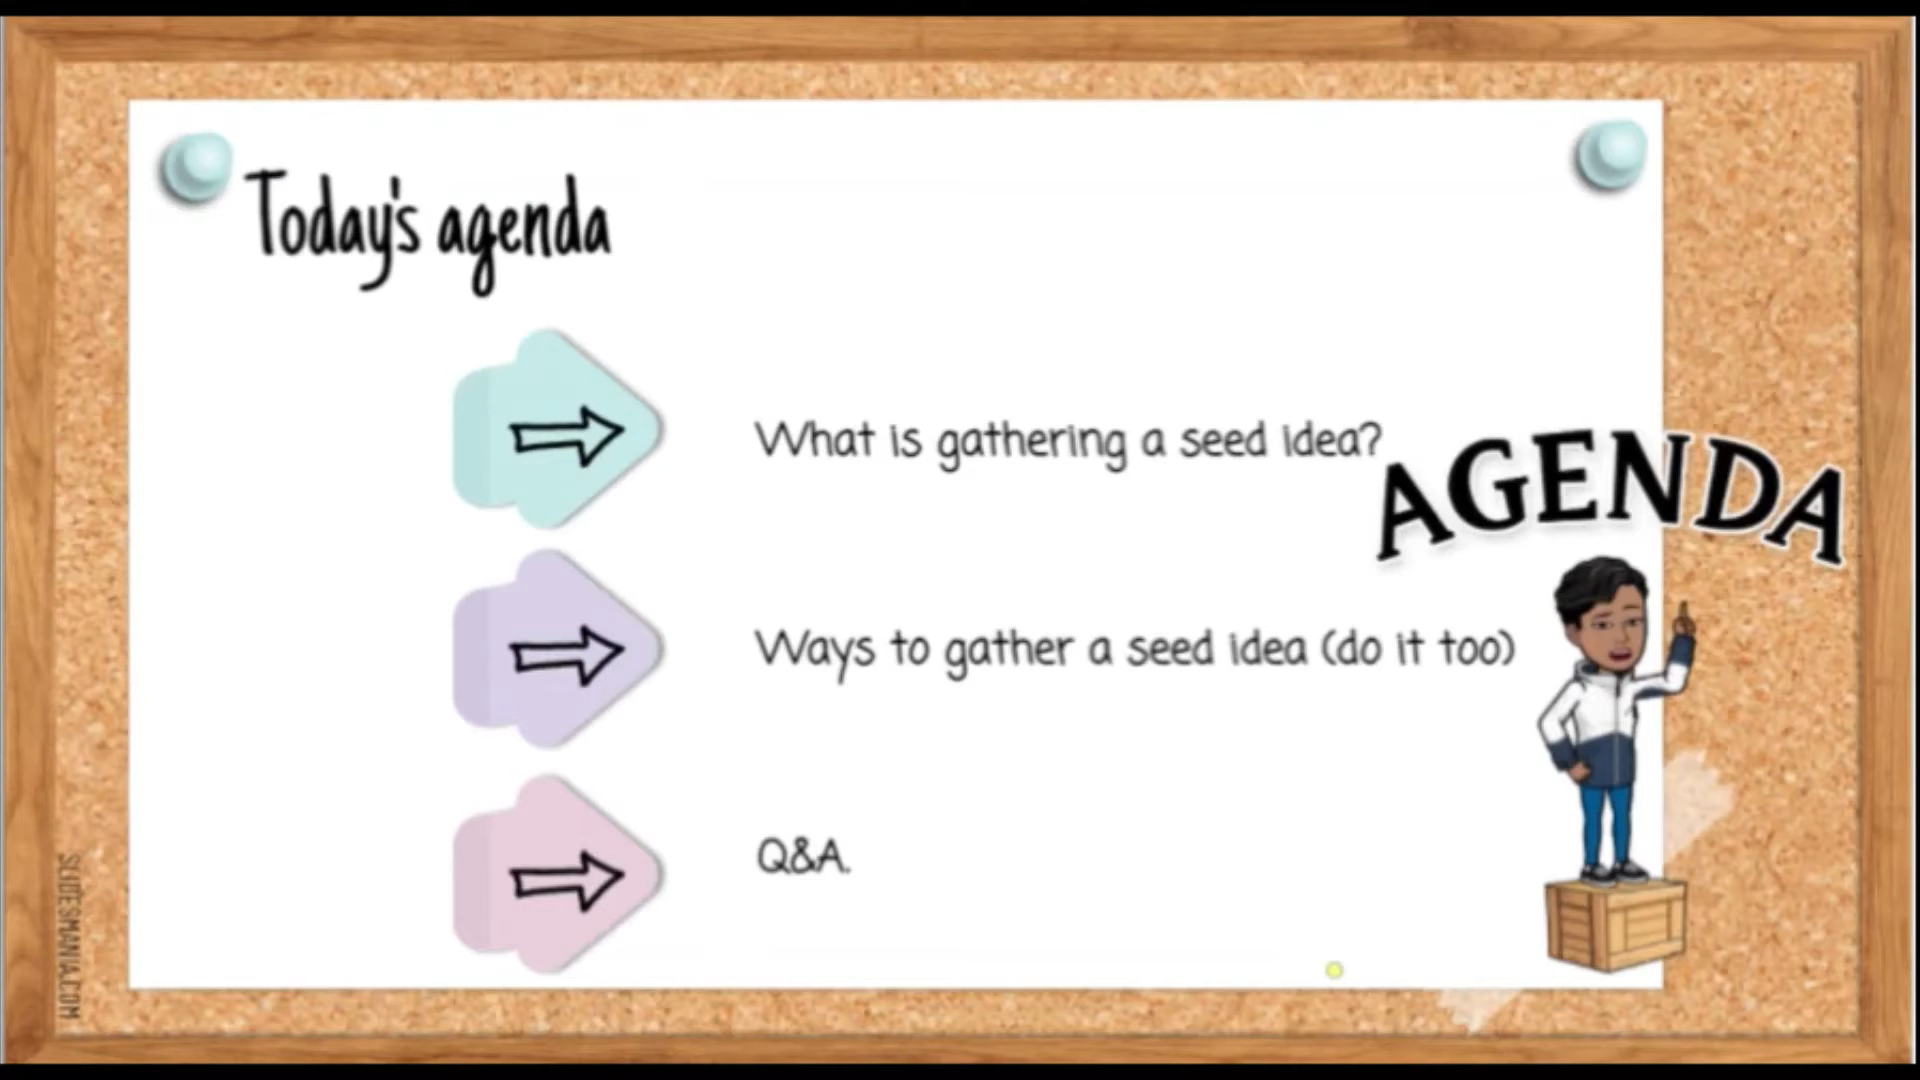 Today's agenda
What is gathering a seed idea?
AGENDA
Ways to gather a seed idea (do it too)
Q&A.
SLIDESMANIA.COM